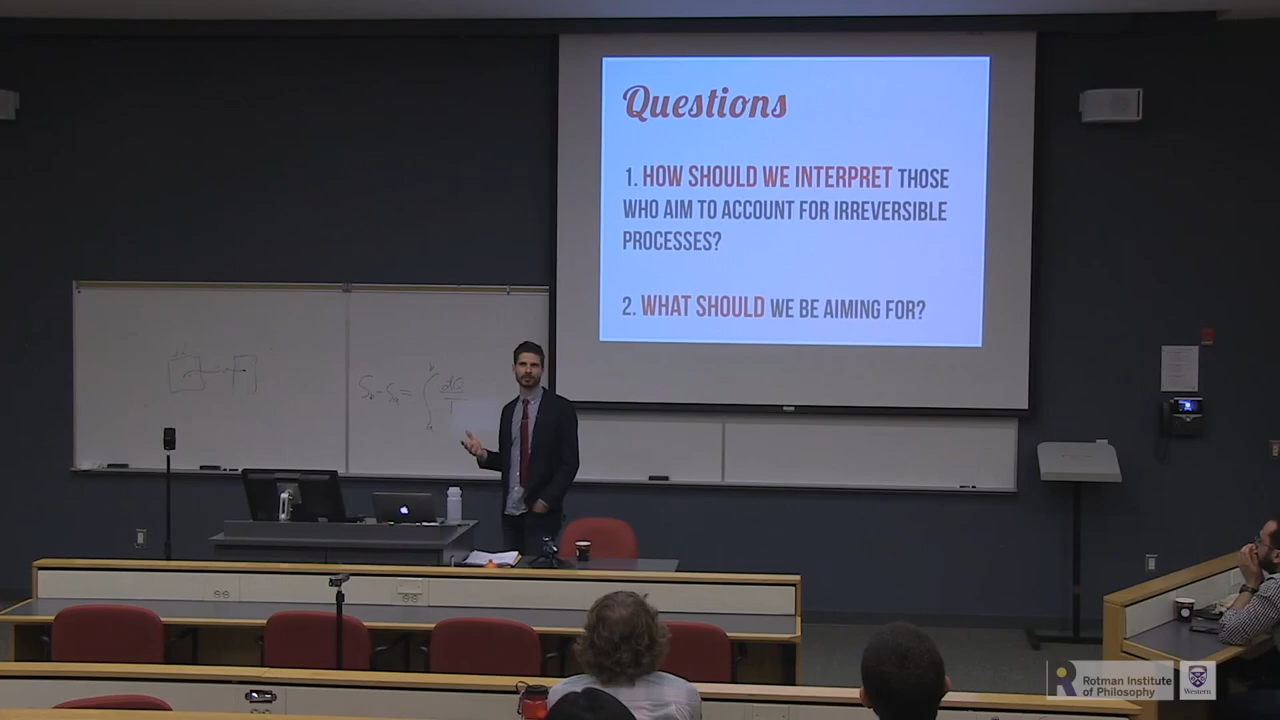 Questions
1. HOW SHOULD WE INTERPRET THOSE
WHO AIM TO ACCOUNT FOR IRREVERSIBLE
PROCESSES?
2. WHAT SHOULD WE BE AIMING FOR?
Rotman Institute
of Philosophy
Western